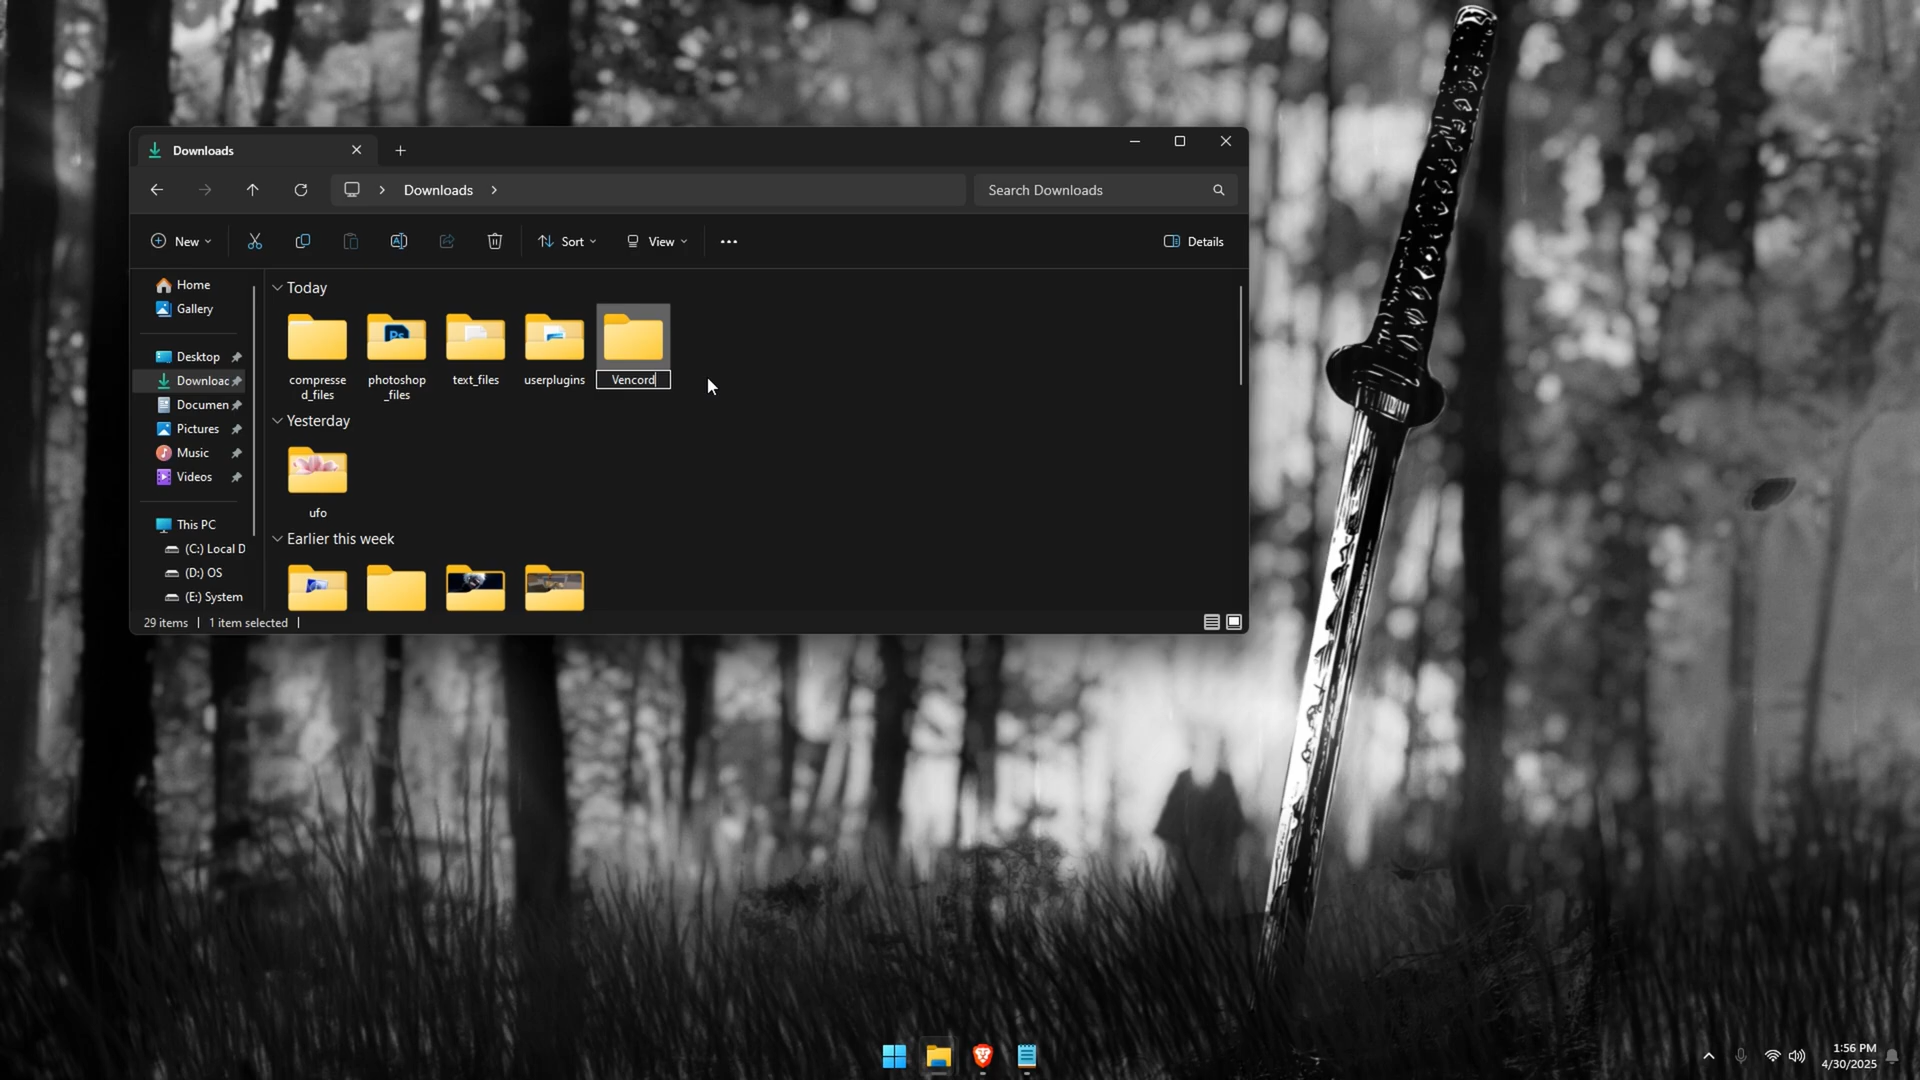 Downloads
Downloads
Search Downloads
New
Sort
View
Details
Home
Gallery
Desktop
Downloac
Documen
Pictures
Music
Videos
This PC
(C:) Local D
(D:) OS
(E:) System
Today
compresse
d_files
photoshop
_files
text_files
userplugins
Vencord
Yesterday
ufo
Earlier this week
Ps
29 items
1 item selected
1:56 PM
4/30/2025